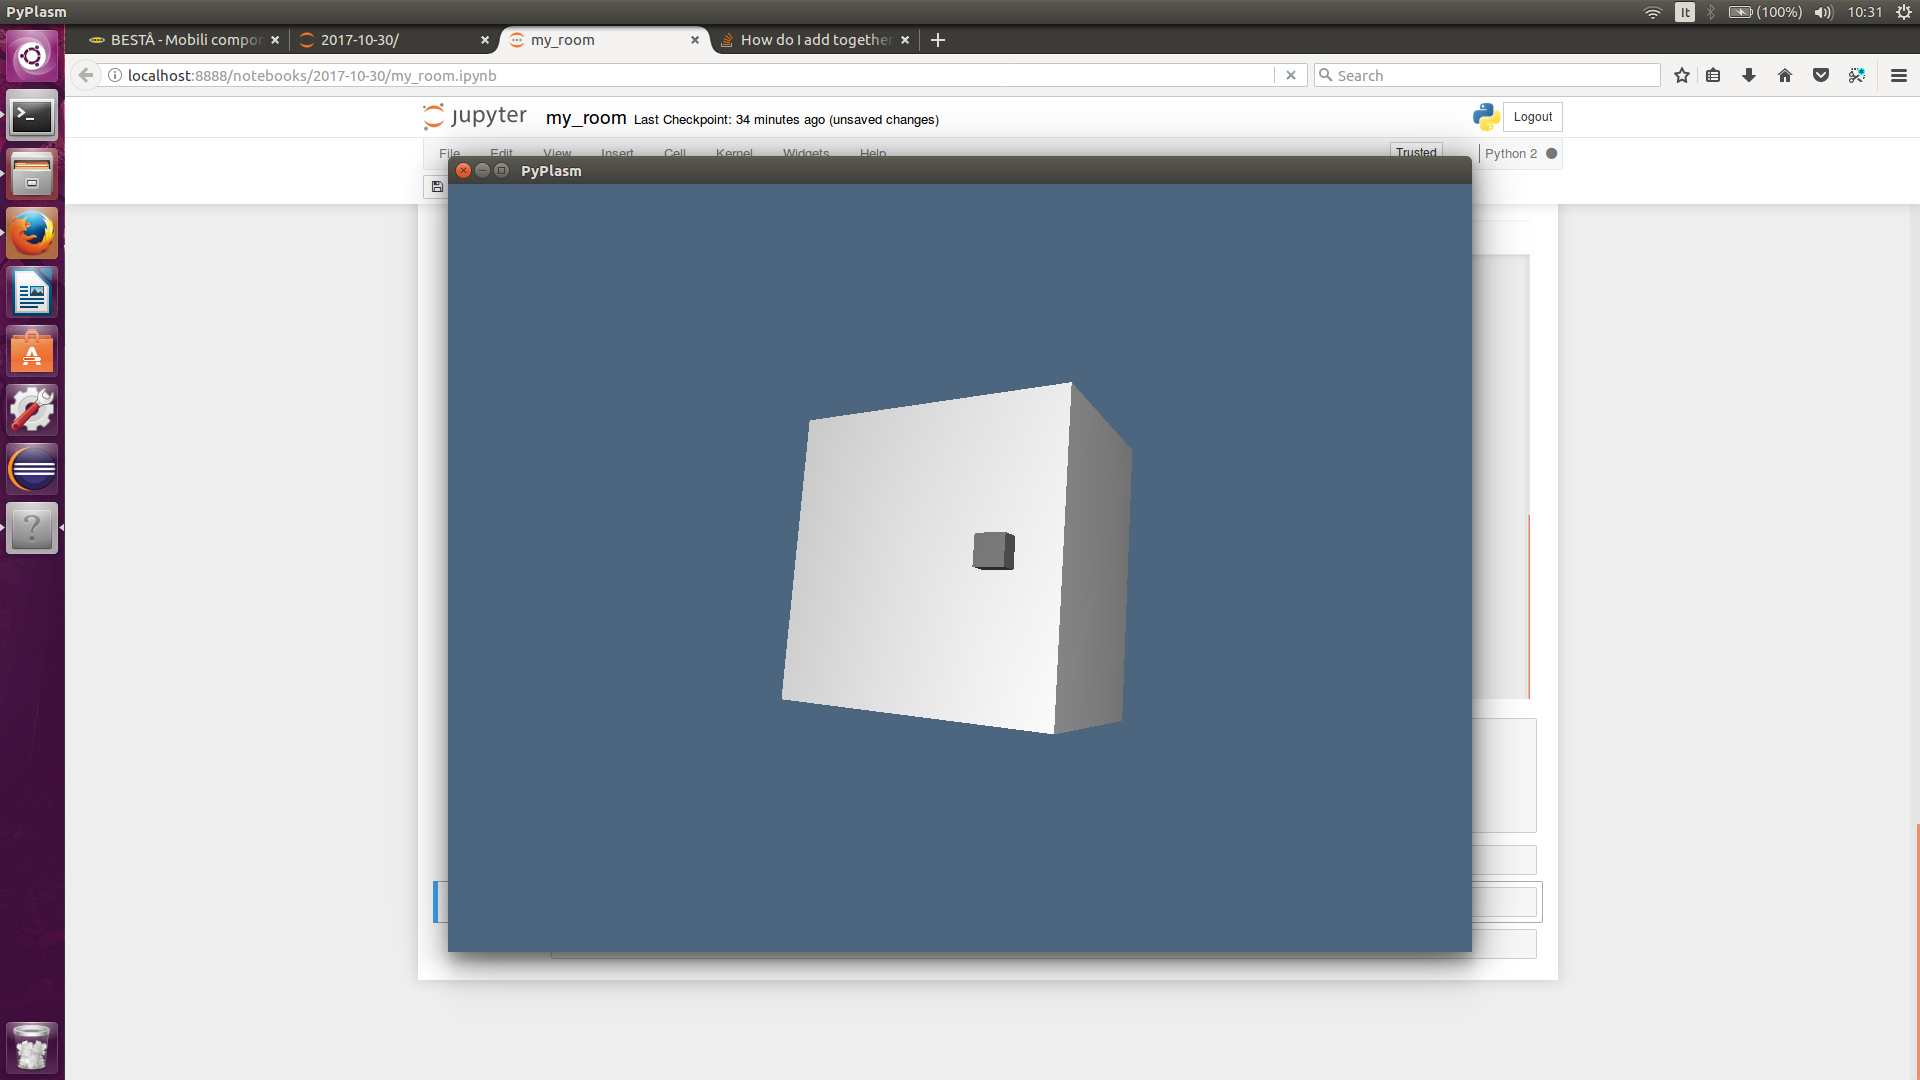 PyPlasm
It
(100%)
10:31
BESTÅ - Mobili compo
2017-10-30/
my_room
How do I add together
localhost:8888/notebooks/2017-10-30/my_room.ipynb
Search
jupyter
my_room Last Checkpoint: 34 minutes ago (unsaved changes)
Logout
File Edit View Insert Cell Kernel Widgets Help
Trusted
Python 2
PyPlasm